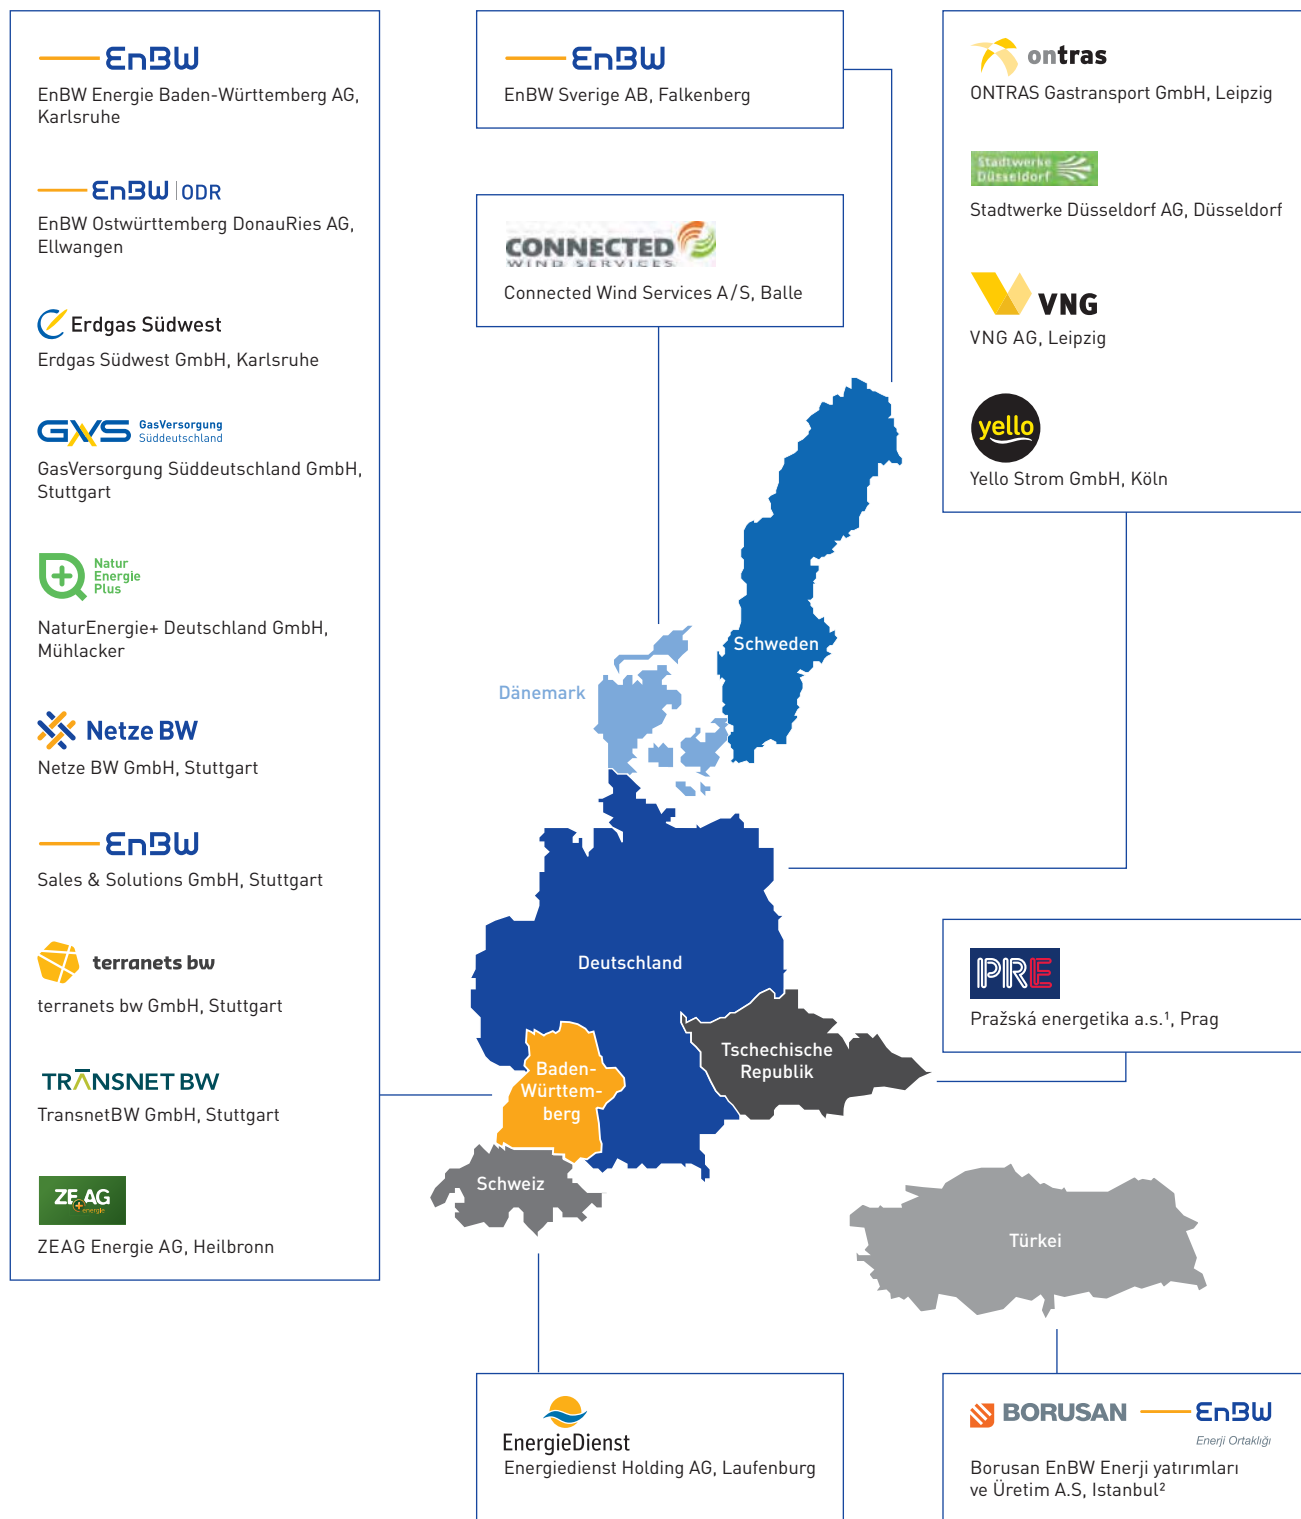 EnBW
EnBW Energie Baden-Württemberg AG,
Karlsruhe
EnBW | ODR
EnBW Ostwürttemberg DonauRies AG,
Ellwangen
Erdgas Südwest
Erdgas Südwest GmbH, Karlsruhe
GVS GasVersorgung
Süddeutschland
GasVersorgung Süddeutschland GmbH,
Stuttgart
Natur
Energie
Plus
NaturEnergie+ Deutschland GmbH,
Mühlacker
Netze BW
Netze BW GmbH, Stuttgart
EnBW
Sales & Solutions GmbH, Stuttgart
terranets bw
terranets bw GmbH, Stuttgart
TRANSNET BW
TransnetBW GmbH, Stuttgart
ZEAG
energie
ZEAG Energie AG, Heilbronn
EnBW
EnBW Sverige AB, Falkenberg
CONNECTED
WIND SERVICES
Connected Wind Services A/S, Balle
ontras
ONTRAS Gastransport GmbH, Leipzig
Stadtwerke
Düsseldorf
Stadtwerke Düsseldorf AG, Düsseldorf
VNG
VNG AG, Leipzig
yello
Yello Strom GmbH, Köln
Schweden
Dänemark
Deutschland
Baden-
Württem-
berg
Tschechische
Republik
Schweiz
Türkei
PRE
Pražská energetika a.s.¹, Prag
EnergieDienst
Energiedienst Holding AG, Laufenburg
BORUSAN EnBW
Enerji Ortaklığı
Borusan EnBW Enerji yatırımları
ve Üretim A.S, Istanbul²